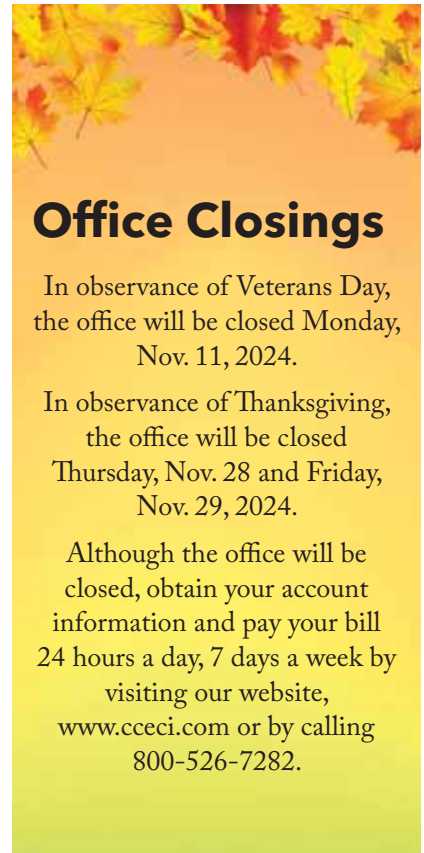 Office Closings
In observance of Veterans Day,
the office will be closed Monday,
Nov. 11, 2024.
In observance of Thanksgiving,
the office will be closed
Thursday, Nov. 28 and Friday,
Nov. 29, 2024.
Although the office will be
closed, obtain your account
information and pay your bill
24 hours a day, 7 days a week by
visiting our website,
www.cceci.com or by calling
800-526-7282.